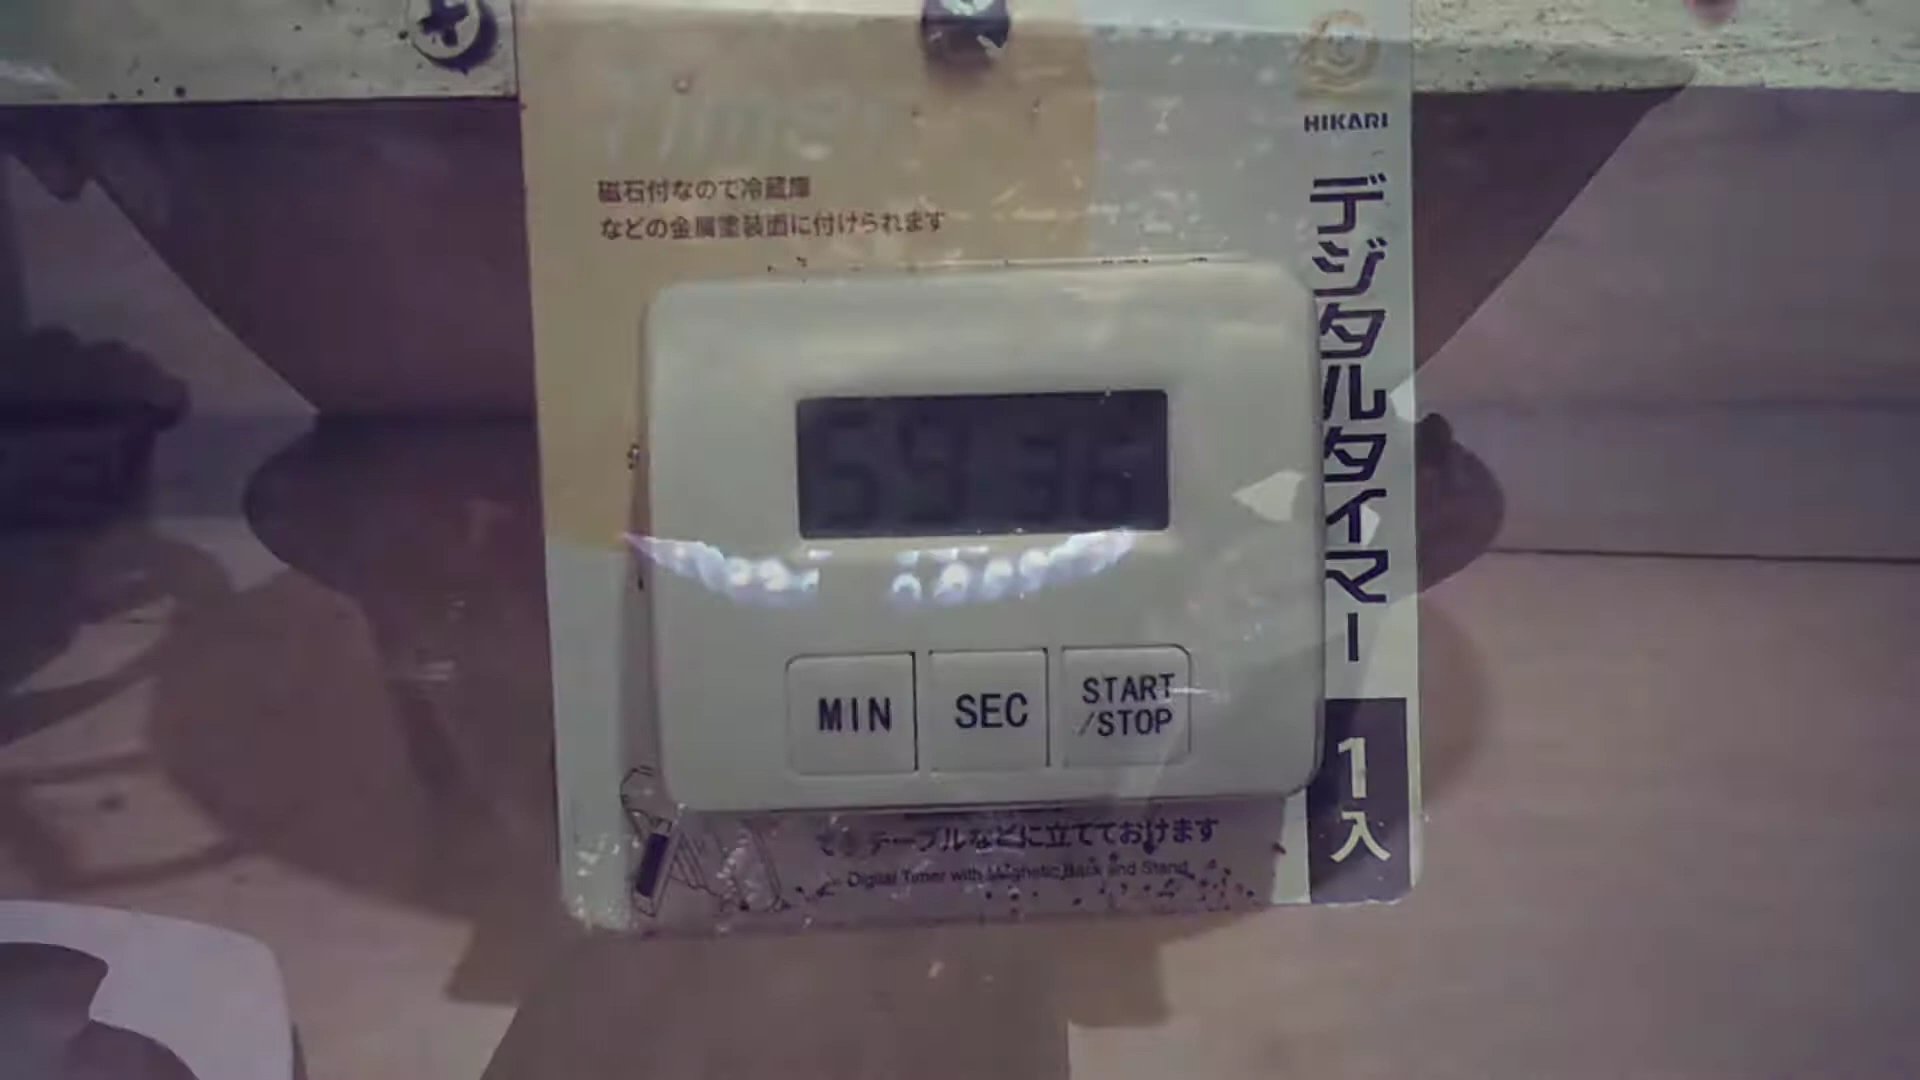 Timer
HIKARI
磁石付なので冷蔵庫
などの金属塗装面に付けられます
デジタルタイマー
59 36
MIN
SEC
START
/STOP
1入
テーブルなどに立てておけます
Digital Timer with Magnetic Back and Stand